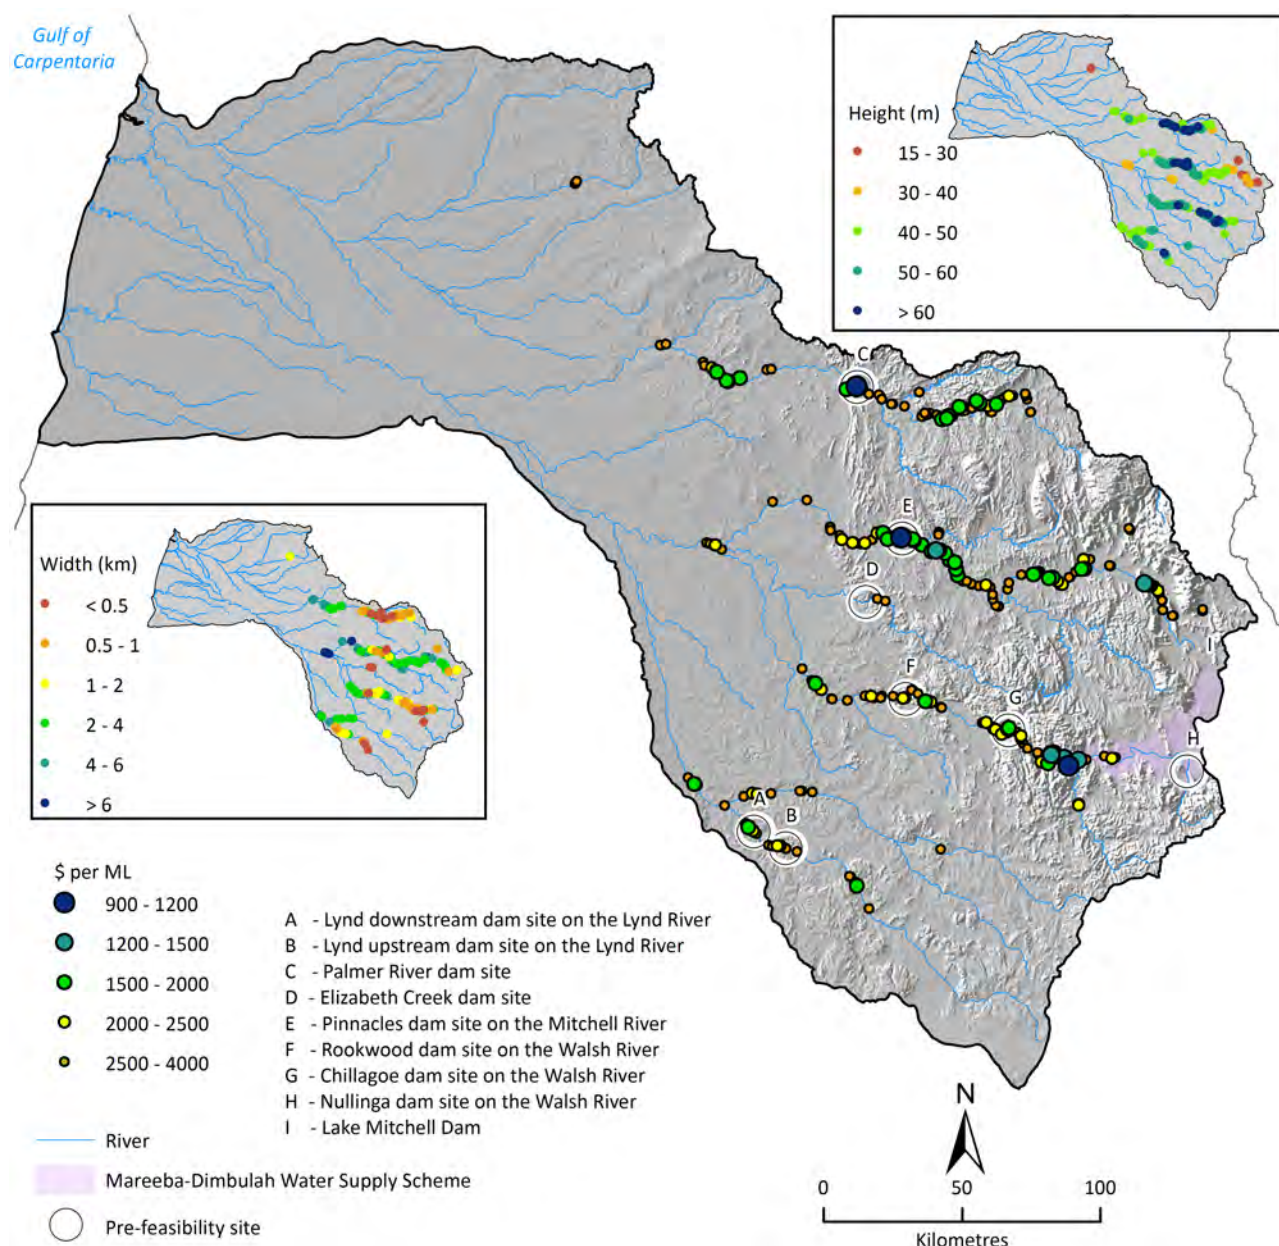 Gulf of
Carpentaria
Height (m)
15 - 30
30 - 40
40 - 50
50 - 60
> 60
C
E
D
I
F
G
H
A
B
Width (km)
< 0.5
0.5 - 1
1 - 2
2 - 4
4 - 6
> 6
$ per ML
900 - 1200
1200 - 1500
1500 - 2000
2000 - 2500
2500 - 4000
A - Lynd downstream dam site on the Lynd River
B - Lynd upstream dam site on the Lynd River
C - Palmer River dam site
D - Elizabeth Creek dam site
E - Pinnacles dam site on the Mitchell River
F - Rookwood dam site on the Walsh River
G - Chillagoe dam site on the Walsh River
H - Nullinga dam site on the Walsh River
I - Lake Mitchell Dam
River
Mareeba-Dimbulah Water Supply Scheme
Pre-feasibility site
N
0 50 100
Kilometres